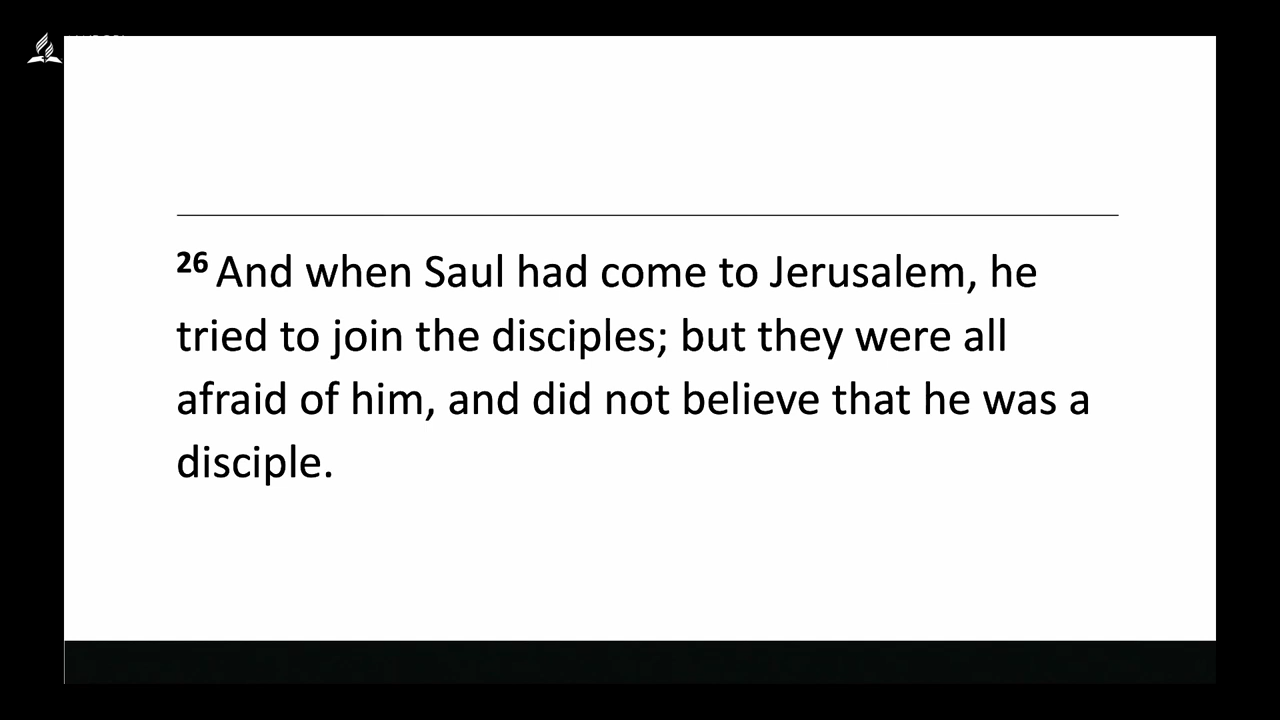 26 And when Saul had come to Jerusalem, he
tried to join the disciples; but they were all
afraid of him, and did not believe that he was a
disciple.